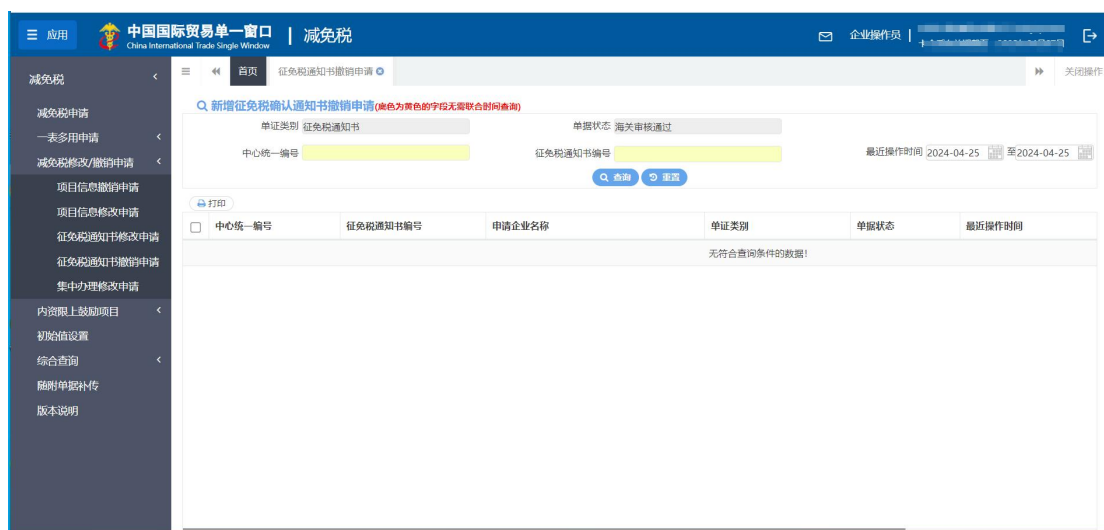 应用
中国国际贸易单一窗口 | 减免税
China International Trade Single Window
企业操作员 |
减免税
首页
征免税通知书撤销申请
关闭操作
减免税申请
一表多用申请
减免税修改/撤销申请
项目信息撤销申请
项目信息修改申请
征免税通知书修改申请
征免税通知书撤销申请
集中办理修改申请
内资限上鼓励项目
初始值设置
综合查询
随附单据补传
版本说明
新增征免税确认通知书撤销申请(底色为黄色的字段无需联合时间查询)
单证类别 征免税通知书
单据状态 海关审核通过
中心统一编号
征免税通知书编号
最近操作时间 2024-04-25 至 2024-04-25
查询 重置
打印
中心统一编号 征免税通知书编号 申请企业名称 单证类别 单据状态 最近操作时间
无符合查询条件的数据!